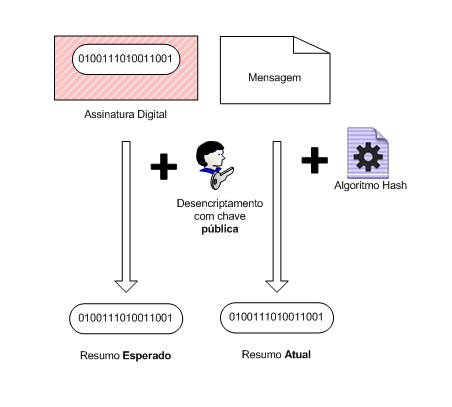 0100111010011001
Mensagem
Assinatura Digital
Algoritmo Hash
Desencriptamento
com chave
pública
0100111010011001
0100111010011001
Resumo Esperado
Resumo Atual